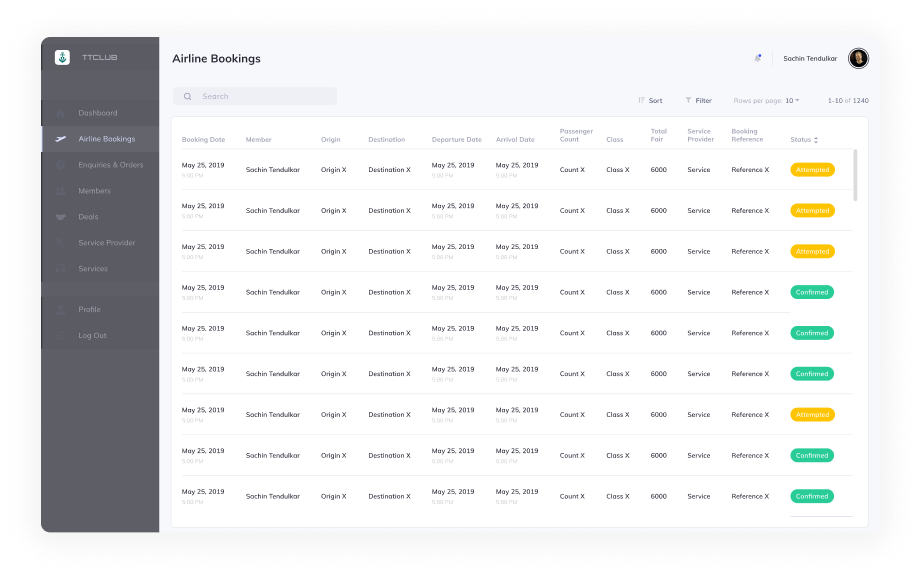 TTCLUB
Airline Bookings
Sachin Tendulkar
Search
Sort
Filter
Rows per page: 10
1-10 of 1240
Dashboard
Airline Bookings
Enquiries & Orders
Members
Deals
Service Provider
Services
Profile
Log Out
Booking Date Member Origin Destination Departure Date Arrival Date Passenger Count Class Total Fair Service Provider Booking Reference Status
May 25, 2019 Sachin Tendulkar Origin X Destination X May 25, 2019 May 25, 2019 Count X Class X 6000 Service Reference X Attempted
5:00 PM 5:00 PM 5:00 PM
May 25, 2019 Sachin Tendulkar Origin X Destination X May 25, 2019 May 25, 2019 Count X Class X 6000 Service Reference X Attempted
5:00 PM 5:00 PM 5:00 PM
May 25, 2019 Sachin Tendulkar Origin X Destination X May 25, 2019 May 25, 2019 Count X Class X 6000 Service Reference X Attempted
5:00 PM 5:00 PM 5:00 PM
May 25, 2019 Sachin Tendulkar Origin X Destination X May 25, 2019 May 25, 2019 Count X Class X 6000 Service Reference X Confirmed
5:00 PM 5:00 PM 5:00 PM
May 25, 2019 Sachin Tendulkar Origin X Destination X May 25, 2019 May 25, 2019 Count X Class X 6000 Service Reference X Confirmed
5:00 PM 5:00 PM 5:00 PM
May 25, 2019 Sachin Tendulkar Origin X Destination X May 25, 2019 May 25, 2019 Count X Class X 6000 Service Reference X Confirmed
5:00 PM 5:00 PM 5:00 PM
May 25, 2019 Sachin Tendulkar Origin X Destination X May 25, 2019 May 25, 2019 Count X Class X 6000 Service Reference X Attempted
5:00 PM 5:00 PM 5:00 PM
May 25, 2019 Sachin Tendulkar Origin X Destination X May 25, 2019 May 25, 2019 Count X Class X 6000 Service Reference X Confirmed
5:00 PM 5:00 PM 5:00 PM
May 25, 2019 Sachin Tendulkar Origin X Destination X May 25, 2019 May 25, 2019 Count X Class X 6000 Service Reference X Confirmed
5:00 PM 5:00 PM 5:00 PM